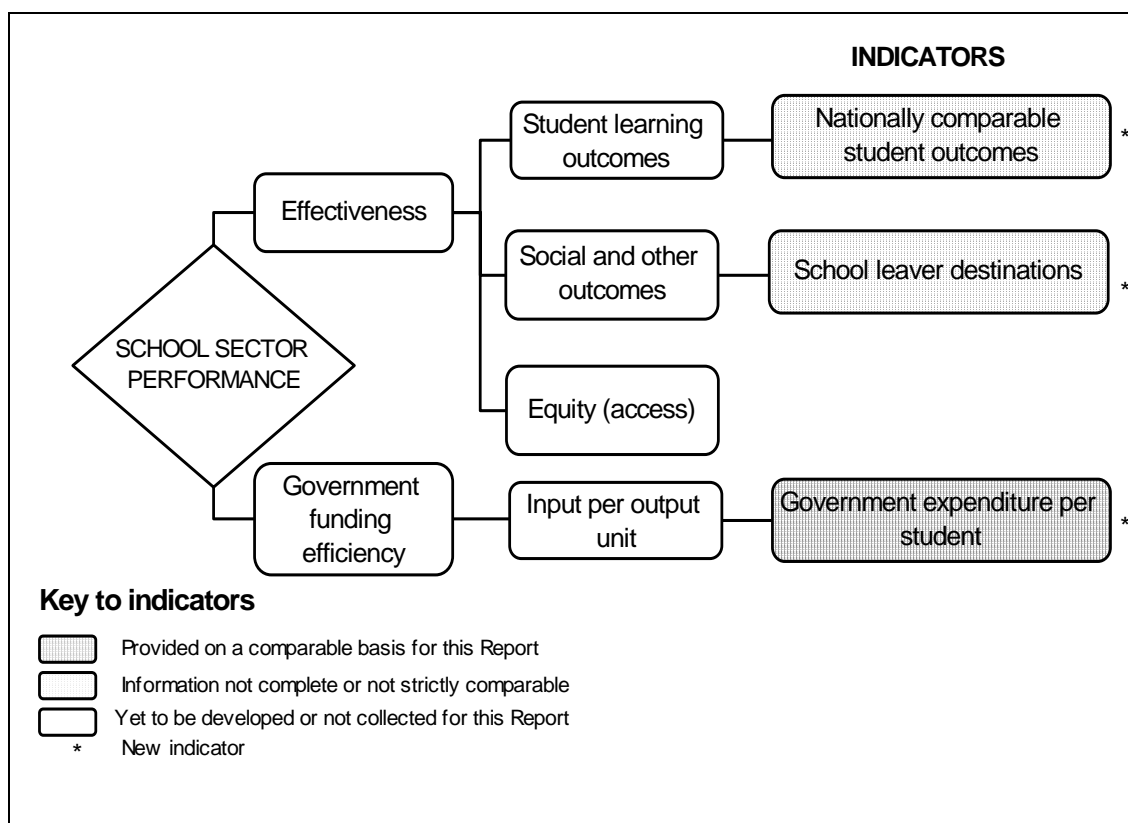 INDICATORS
Student learning
outcomes
Nationally comparable
student outcomes
*
Effectiveness
Social and other
outcomes
School leaver destinations
*
SCHOOL SECTOR
PERFORMANCE
Equity (access)
Government
funding
efficiency
Input per output
unit
Government expenditure per
student
*
Key to indicators
Provided on a comparable basis for this Report
Information not complete or not strictly comparable
Yet to be developed or not collected for this Report
* New indicator